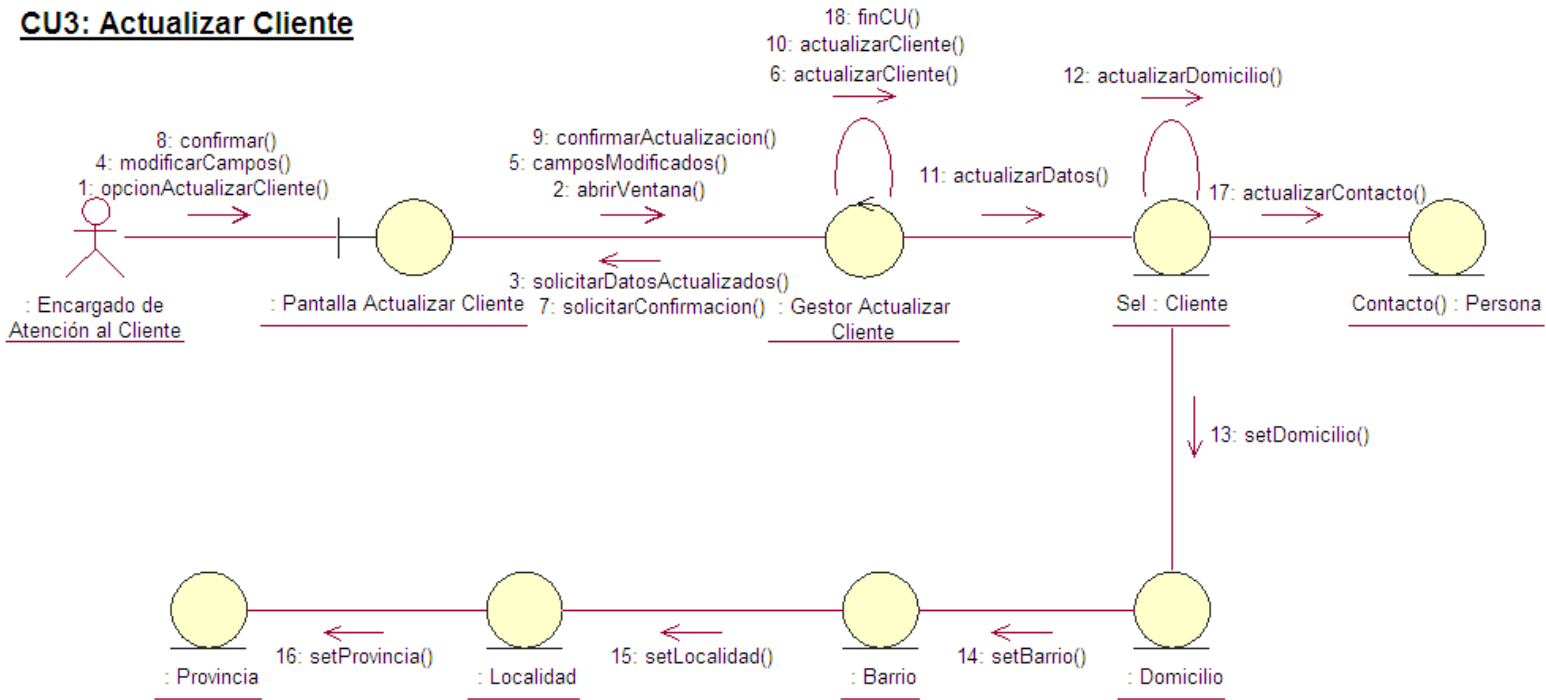 CU3: Actualizar Cliente
18: finCU()
10: actualizarCliente()
6: actualizarCliente()
12: actualizarDomicilio()
8: confirmar()
4: modificarCampos()
1: opcionActualizarCliente()
9: confirmarActualizacion()
5: camposModificados()
2: abrirVentana()
11: actualizarDatos()
17: actualizarContacto()
3: solicitarDatosActualizados()
7: solicitarConfirmacion()
: Encargado de
Atención al Cliente
: Pantalla Actualizar Cliente
: Gestor Actualizar
Cliente
Sel : Cliente
Contacto() : Persona
13: setDomicilio()
16: setProvincia()
15: setLocalidad()
14: setBarrio()
: Provincia
: Localidad
: Barrio
: Domicilio